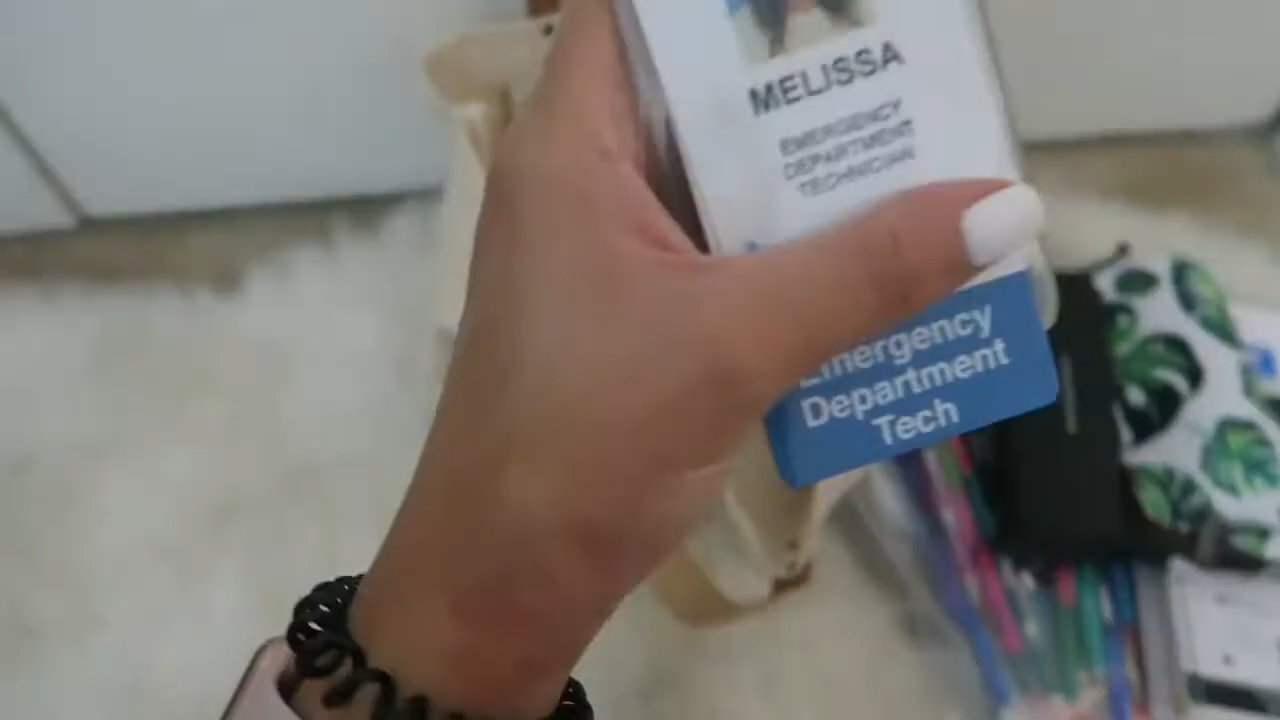 MELISSA
EMERGENCY
DEPARTMENT
TECHNICIAN
Emergency
Department
Tech